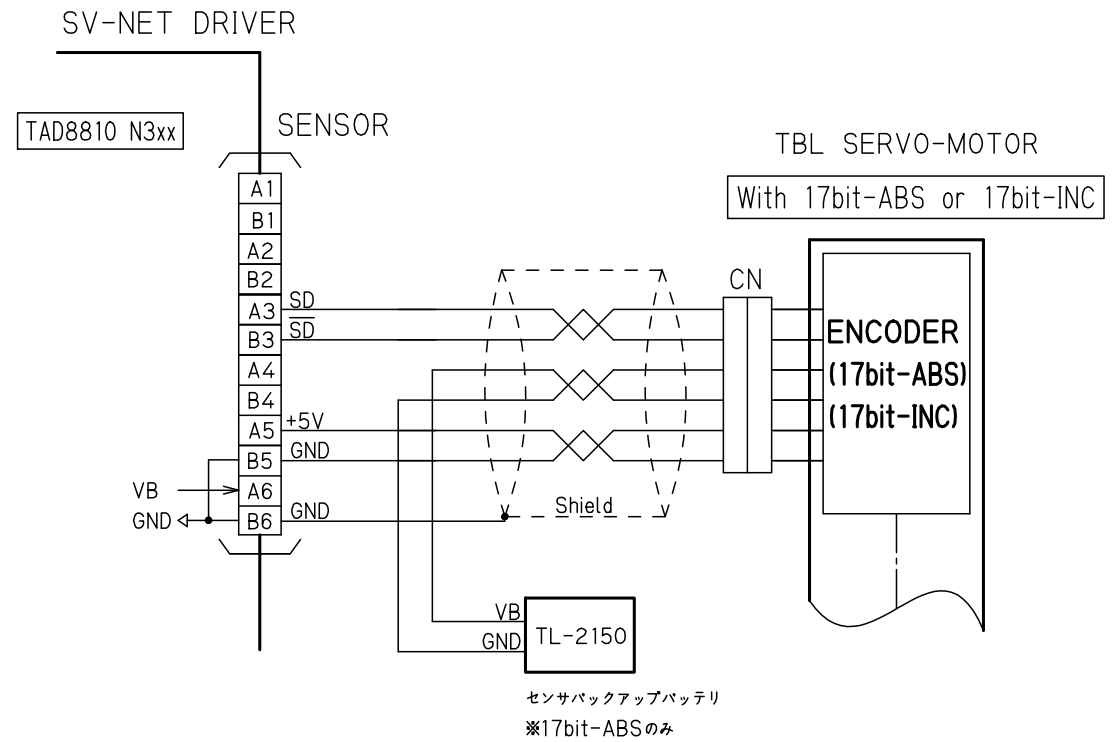 SV-NET DRIVER
TAD8810 N3xx
SENSOR
TBL SERVO-MOTOR
With 17bit-ABS or 17bit-INC
A1
B1
A2
B2
CN
A3 SD
B3 S̅D̅
A4
B4
A5 +5V
B5 GND
VB A6
GND B6 GND
ENCODER
(17bit-ABS)
(17bit-INC)
Shield
VB
GND
TL-2150
センサバックアップバッテリ
※17bit-ABSのみ